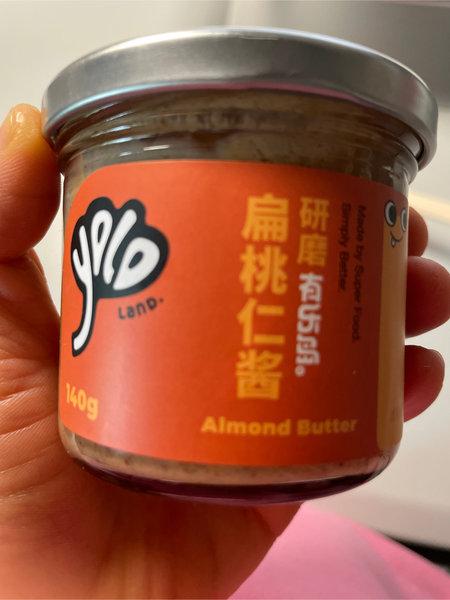 yolo
LanD.
140g
扁桃仁酱
研磨
Made by Super Food.
Simply Better.
Almond Butter